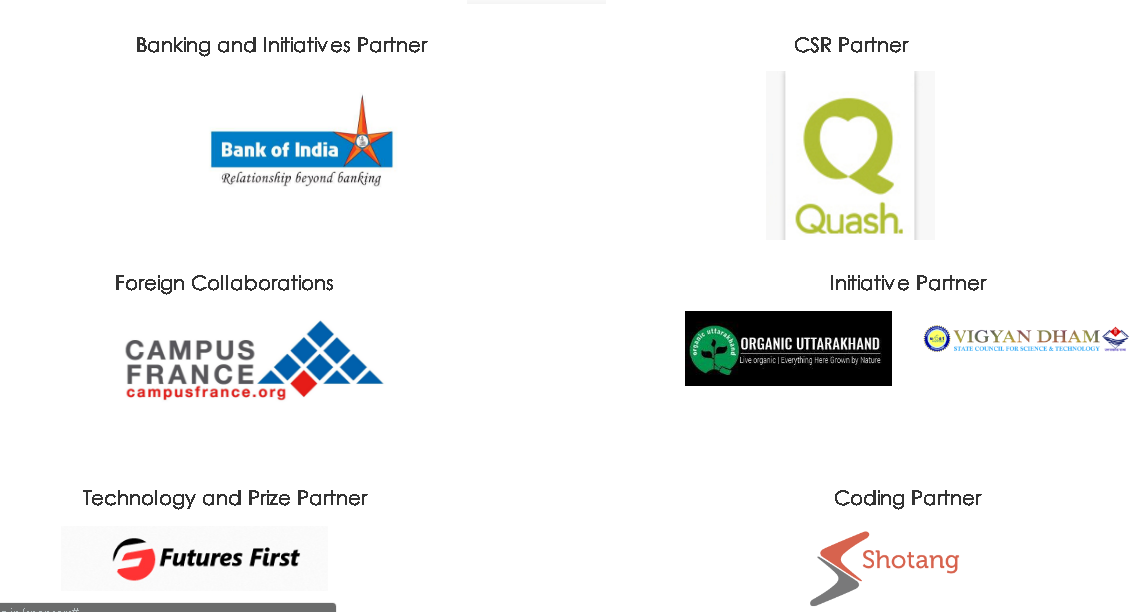 Banking and Initiatives Partner
CSR Partner
Bank of India
Relationship beyond banking
Quash.
Foreign Collaborations
Initiative Partner
CAMPUS
FRANCE
campusfrance.org
organic uttarakhand
ORGANIC UTTARAKHAND
Live organic | Everything Here Grown by Nature
VIGYAN DHAM
STATE COUNCIL FOR SCIENCE & TECHNOLOGY
Technology and Prize Partner
Coding Partner
Futures First
Shotang